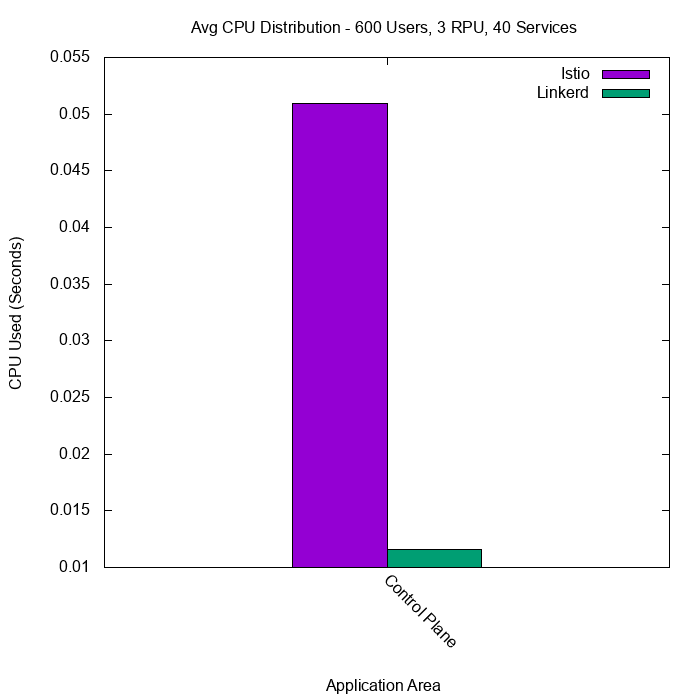 Avg CPU Distribution - 600 Users, 3 RPU, 40 Services
Istio
Linkerd
0.055
0.05
0.045
0.04
0.035
0.03
0.025
0.02
0.015
0.01
CPU Used (Seconds)
Control Plane
Application Area